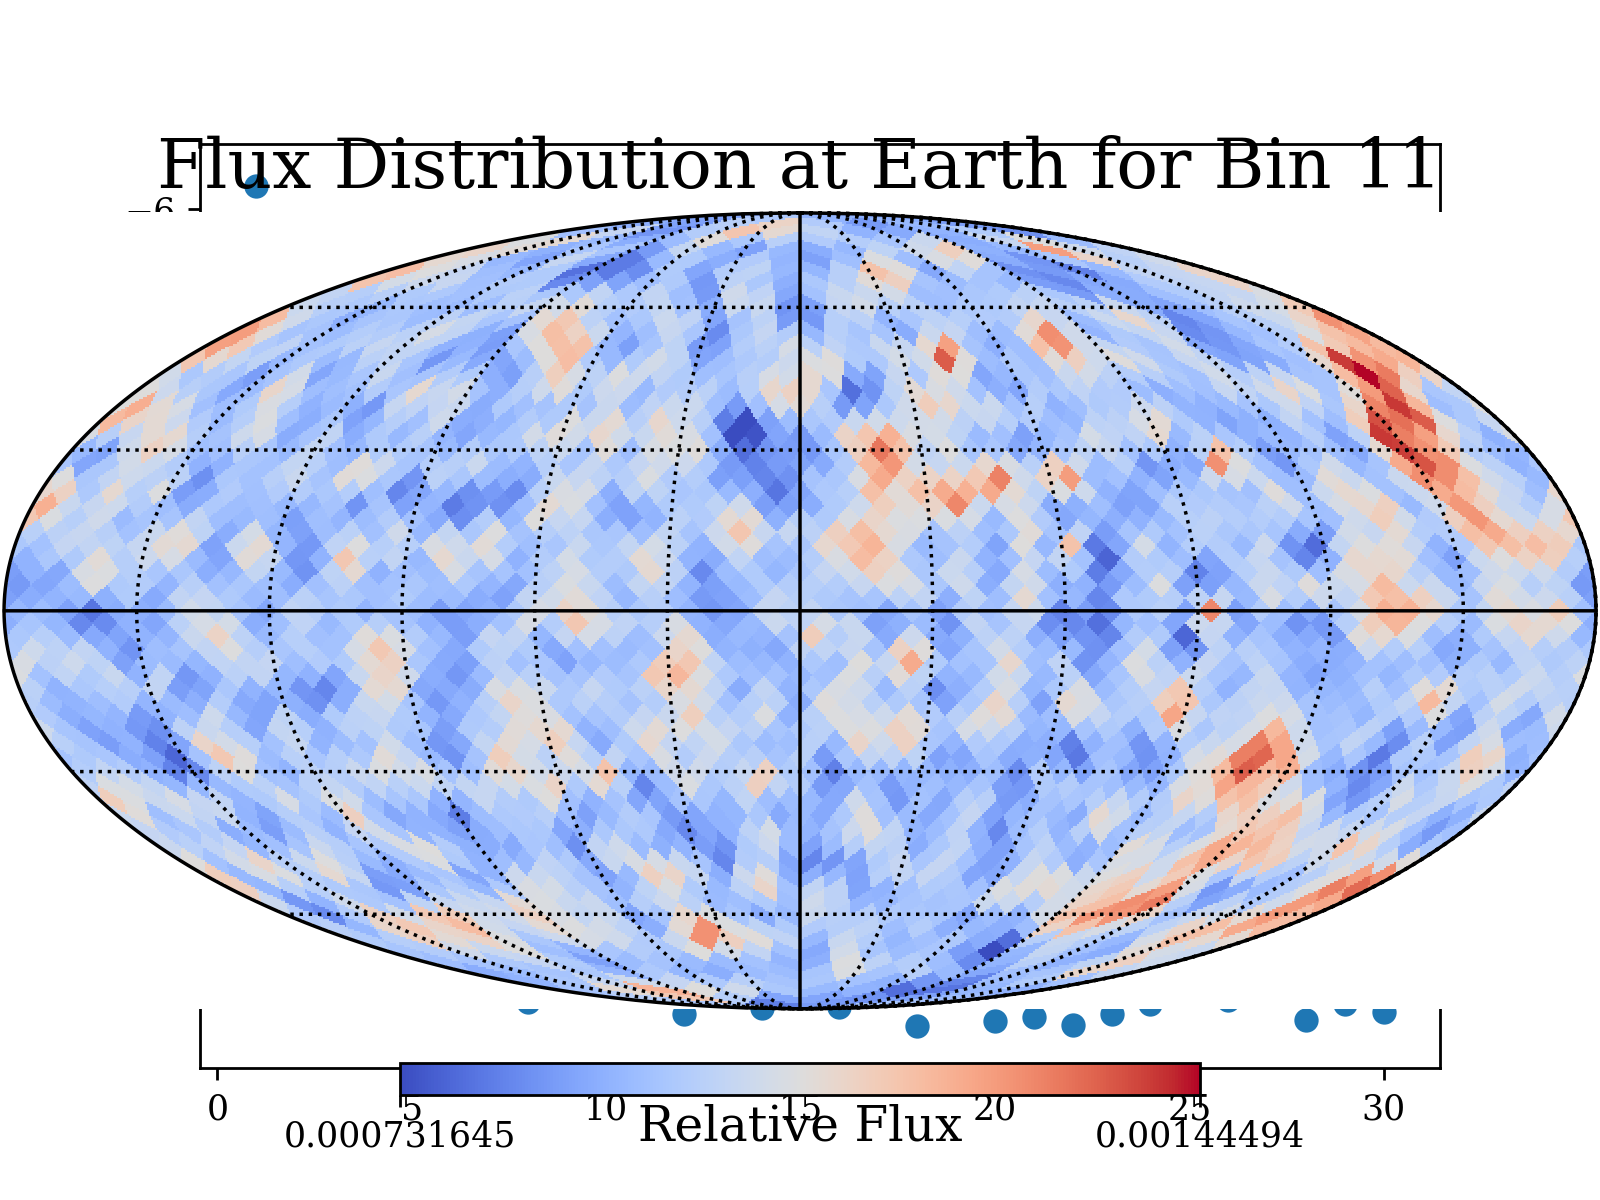 Flux Distribution at Earth for Bin 11
−6
0 5 10 15 20 25 30
0.000731645 Relative Flux 0.00144494